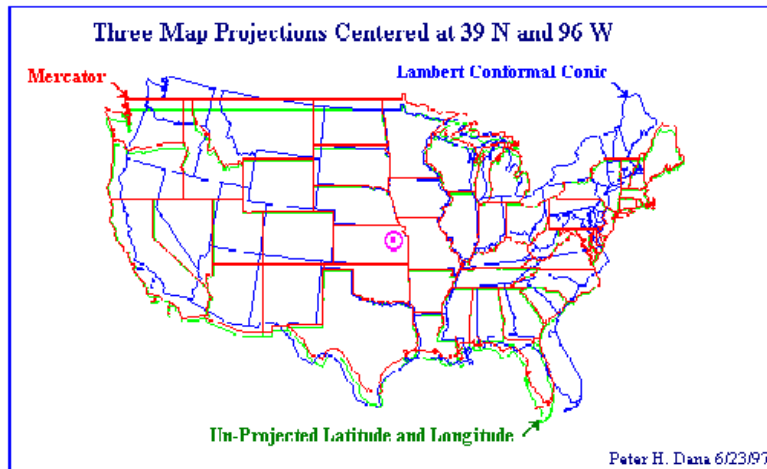 Three Map Projections Centered at 39 N and 96 W
Mercator
Lambert Conformal Conic
Un-Projected Latitude and Longitude
Peter H. Dana 6/23/97